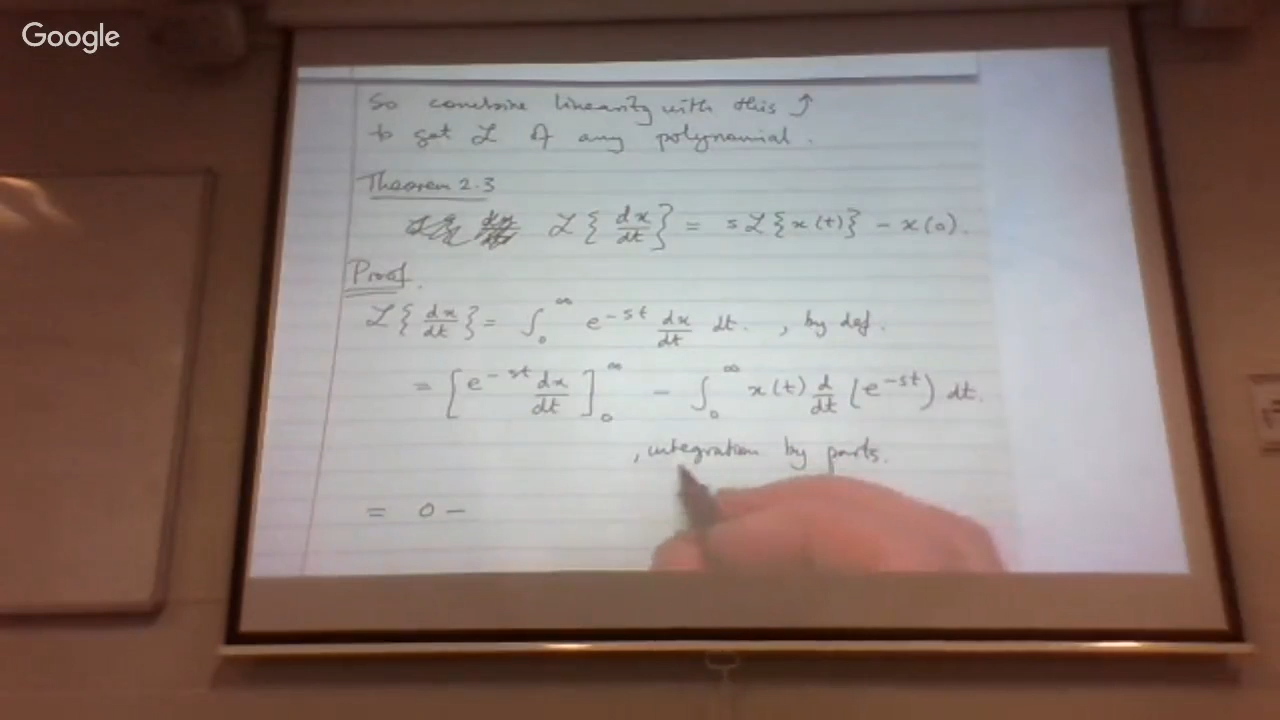 Google
So combine linearity with this ↑
to get ℒ of any polynomial.
Theorem 2.3
ℒ{dx/dt} = sℒ{x(t)} - x(0).
Proof.
ℒ{dx/dt} = ∫₀^∞ e^{-st} dx/dt dt. , by def.
= [e^{-st} dx/dt]₀^∞ - ∫₀^∞ x(t) d/dt (e^{-st}) dt.
, integration by parts.
= 0 -